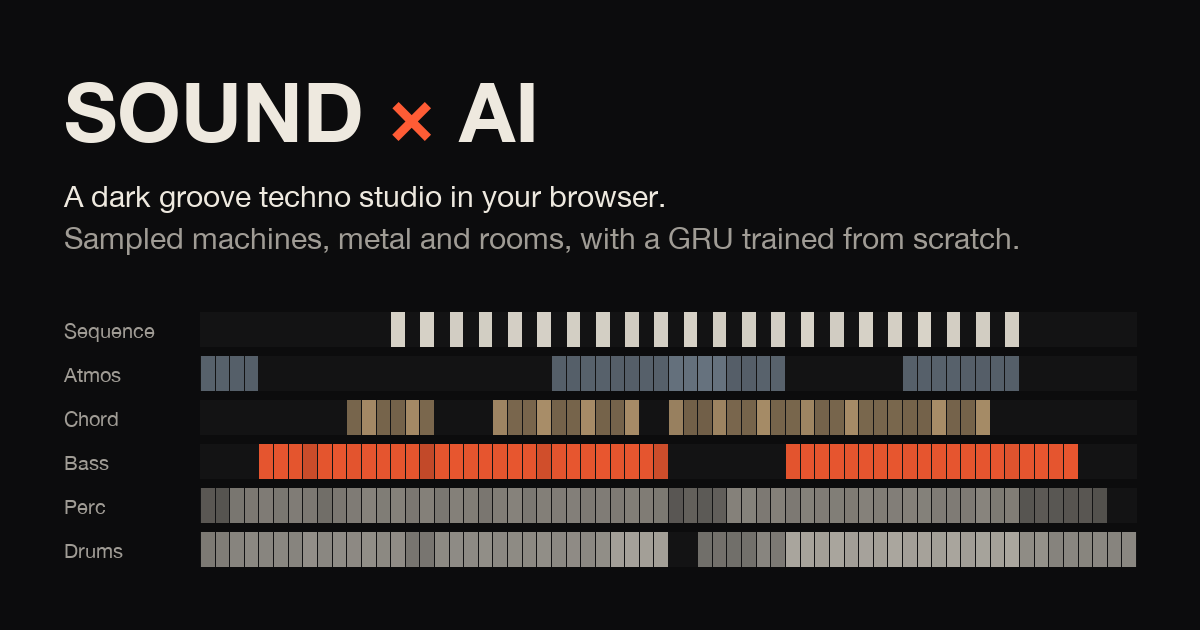 SOUND × AI
A dark groove techno studio in your browser.
Sampled machines, metal and rooms, with a GRU trained from scratch.
Sequence
Atmos
Chord
Bass
Perc
Drums